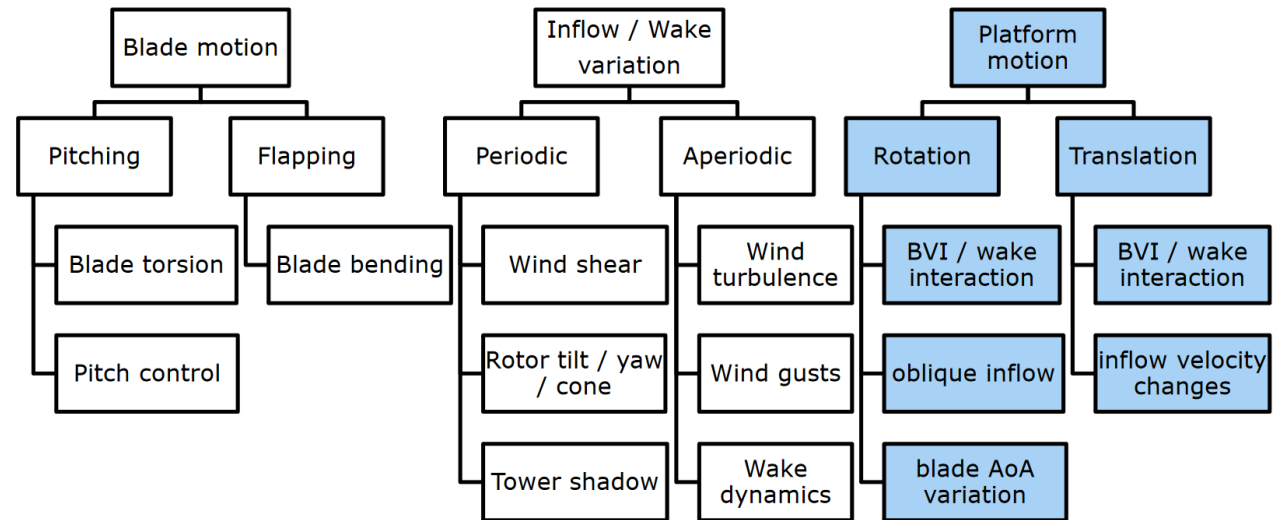 Blade motion
Inflow / Wake
variation
Platform
motion
Pitching
Flapping
Periodic
Aperiodic
Rotation
Translation
Blade torsion
Blade bending
Wind shear
Wind
turbulence
BVI / wake
interaction
BVI / wake
interaction
Pitch control
Rotor tilt / yaw
/ cone
Wind gusts
oblique inflow
inflow velocity
changes
Tower shadow
Wake
dynamics
blade AoA
variation